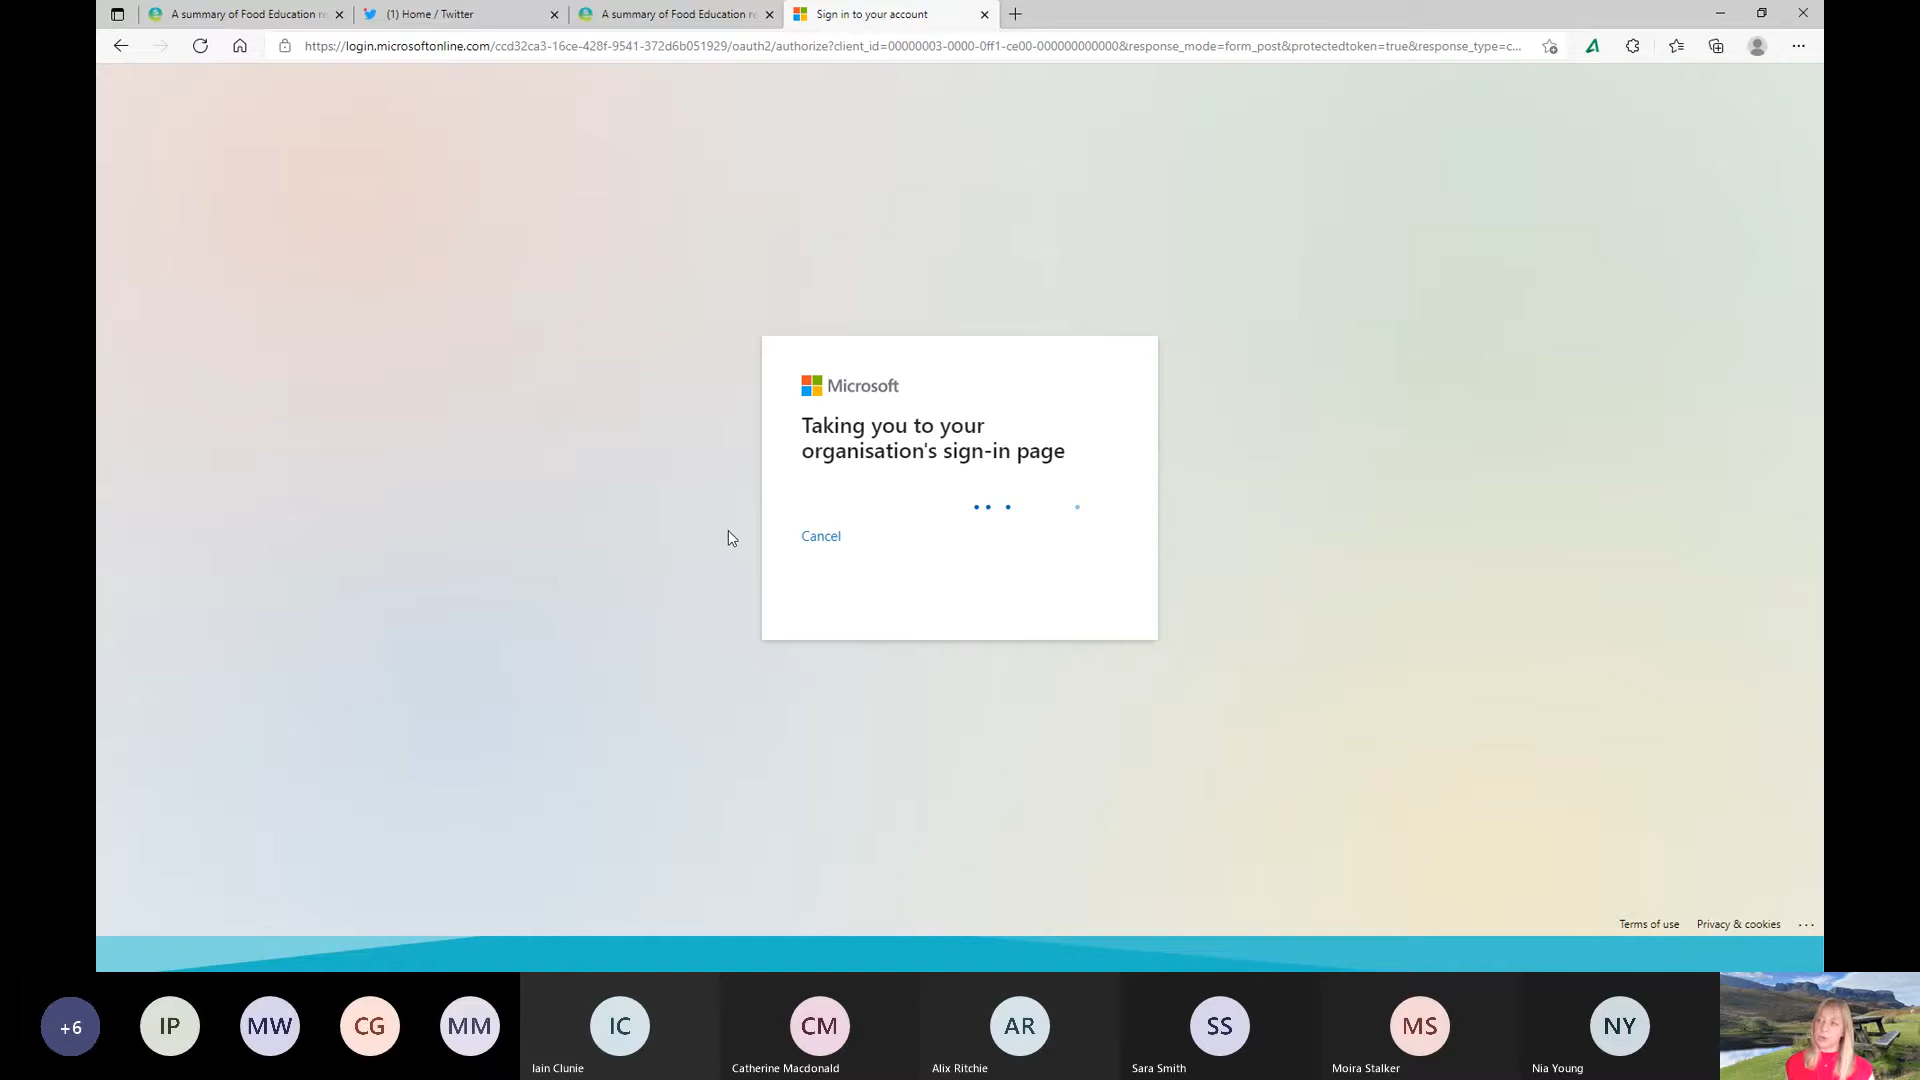 A summary of Food Education re
(1) Home / Twitter
A summary of Food Education re
Sign in to your account
https://login.microsoftonline.com/ccd32ca3-16ce-428f-9541-372d6b051929/oauth2/authorize?client_id=00000003-0000-0ff1-ce00-000000000000&response_mode=form_post&protectedtoken=true&response_type=c...
Microsoft
Taking you to your
organisation's sign-in page
Cancel
Terms of use
Privacy & cookies
+6
IP
MW
CG
MM
IC
CM
AR
SS
MS
NY
Iain Clunie
Catherine Macdonald
Alix Ritchie
Sara Smith
Moira Stalker
Nia Young